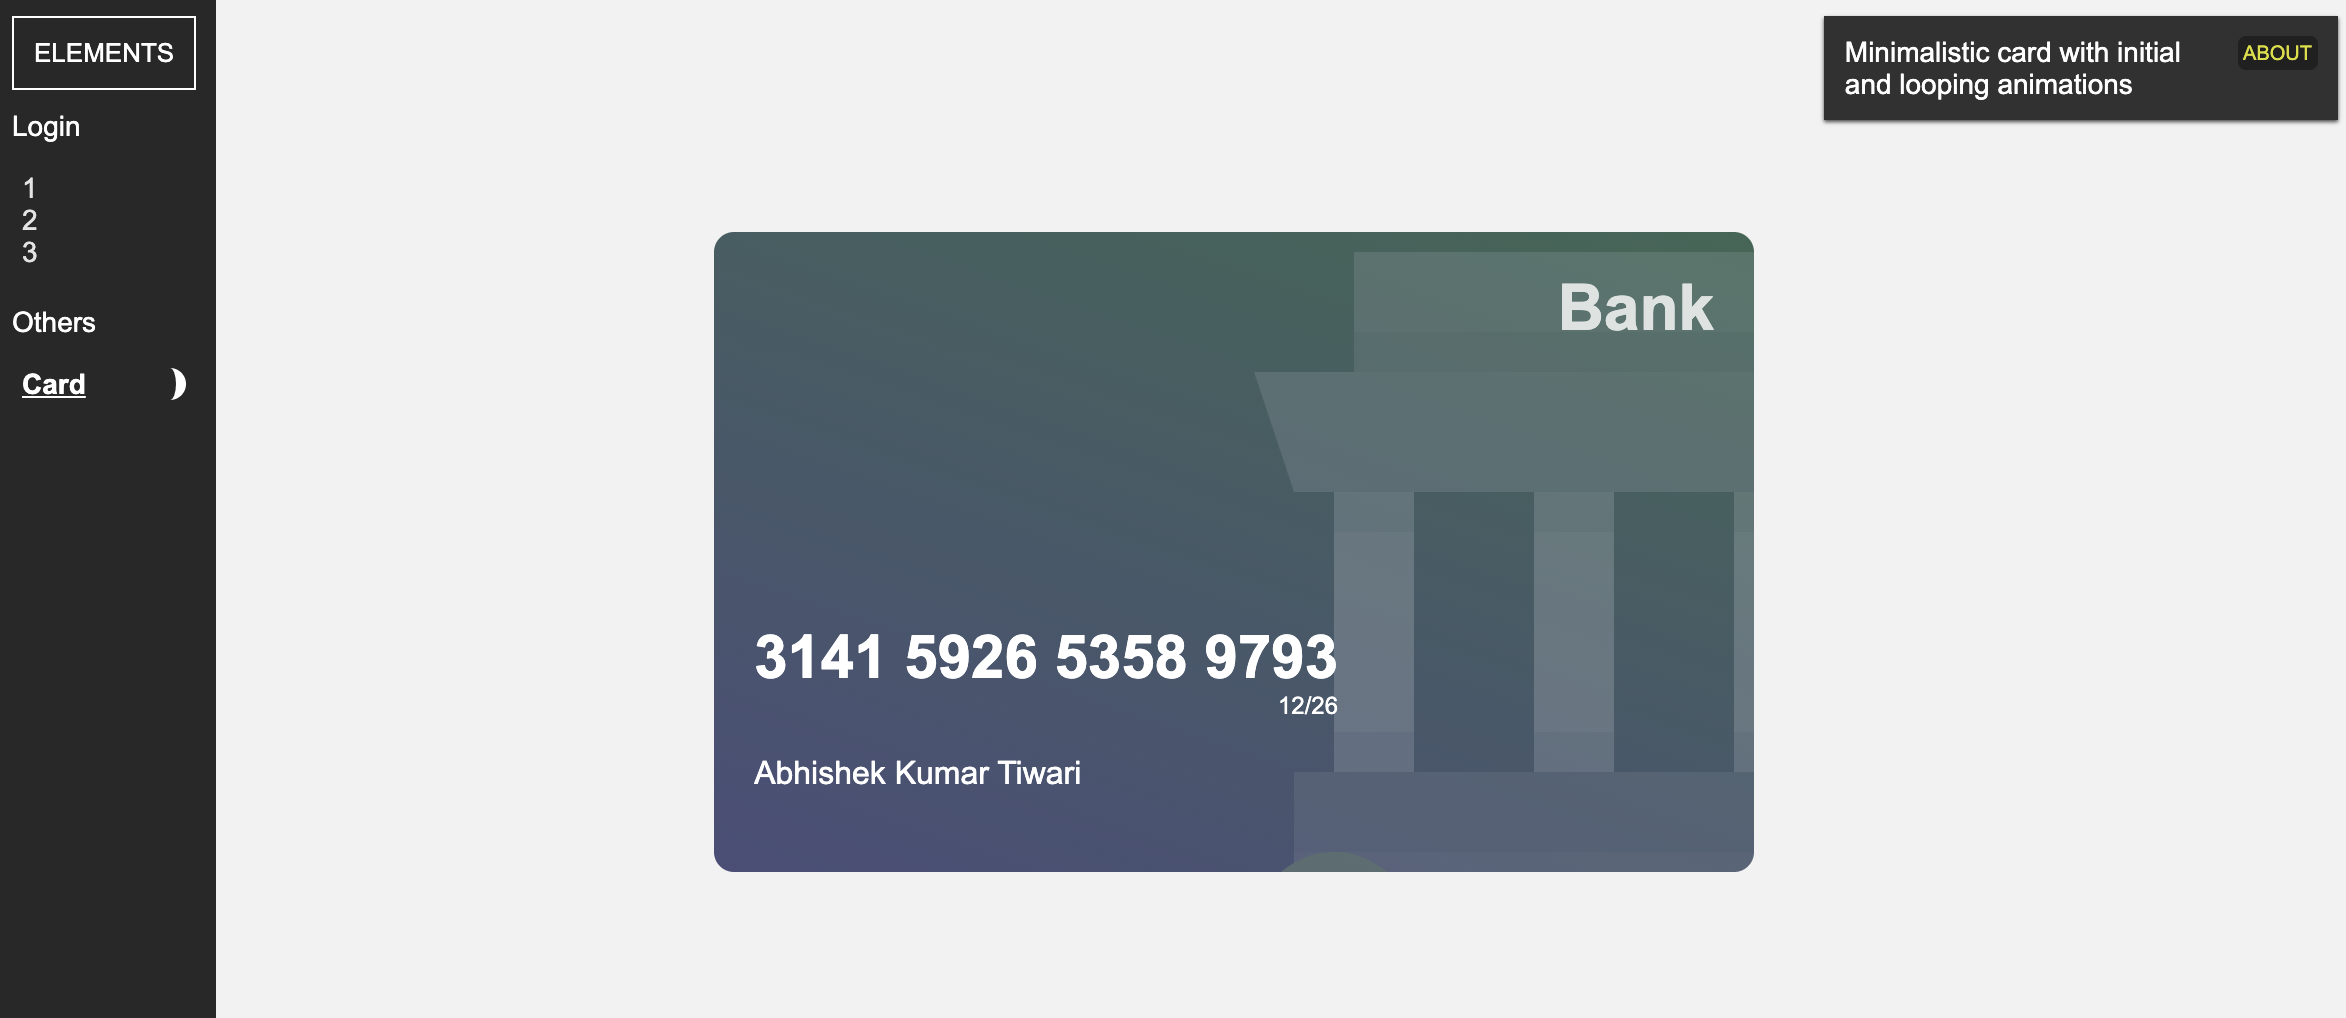 ELEMENTS
Login
1
2
3
Others
Card
Minimalistic card with initial
and looping animations
ABOUT
Bank
3141 5926 5358 9793
12/26
Abhishek Kumar Tiwari